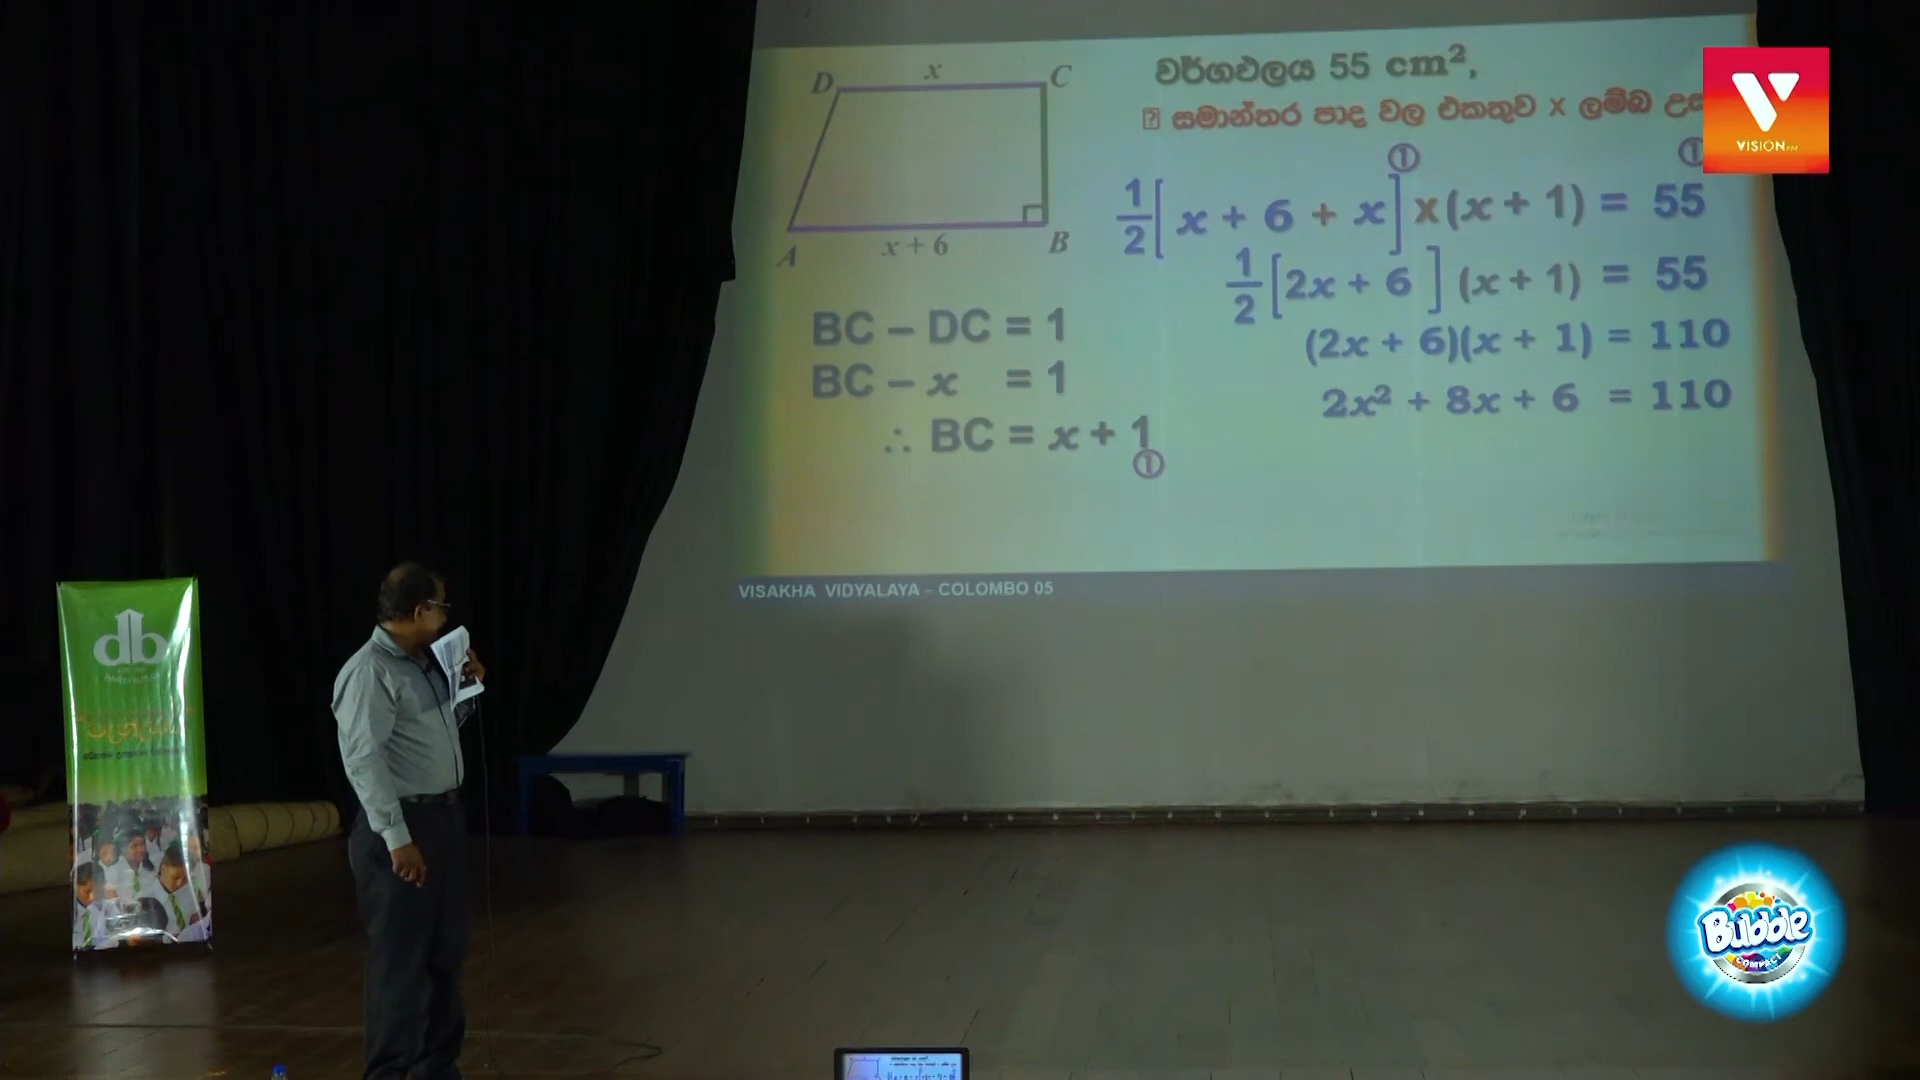 D x C
A x + 6 B
BC – DC = 1
BC – x = 1
∴ BC = x + 1
①
වර්ගඵලය 55 cm²,
සමාන්තර පාද වල එකතුව x ලම්බ
① ①
1/2 [x + 6 + x] x (x + 1) = 55
1/2 [2x + 6] (x + 1) = 55
(2x + 6)(x + 1) = 110
2x² + 8x + 6 = 110
VISAKHA VIDYALAYA – COLOMBO 05
V
VISION
db
Bubble
COMPACT